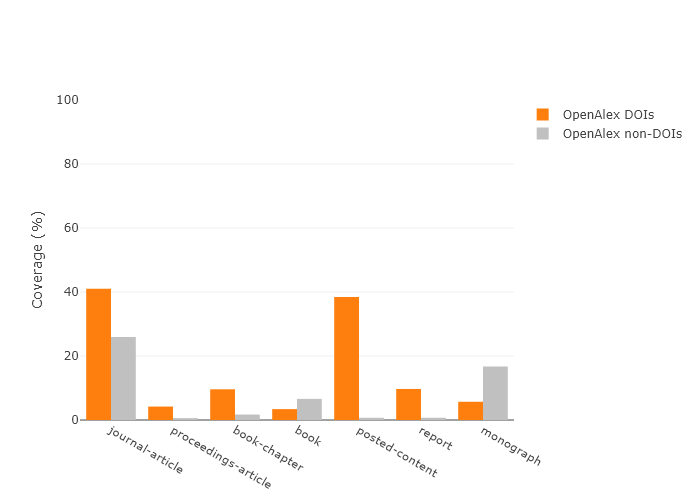 100
80
60
40
20
0
Coverage (%)
OpenAlex DOIs
OpenAlex non-DOIs
journal-article
proceedings-article
book-chapter
book
posted-content
report
monograph